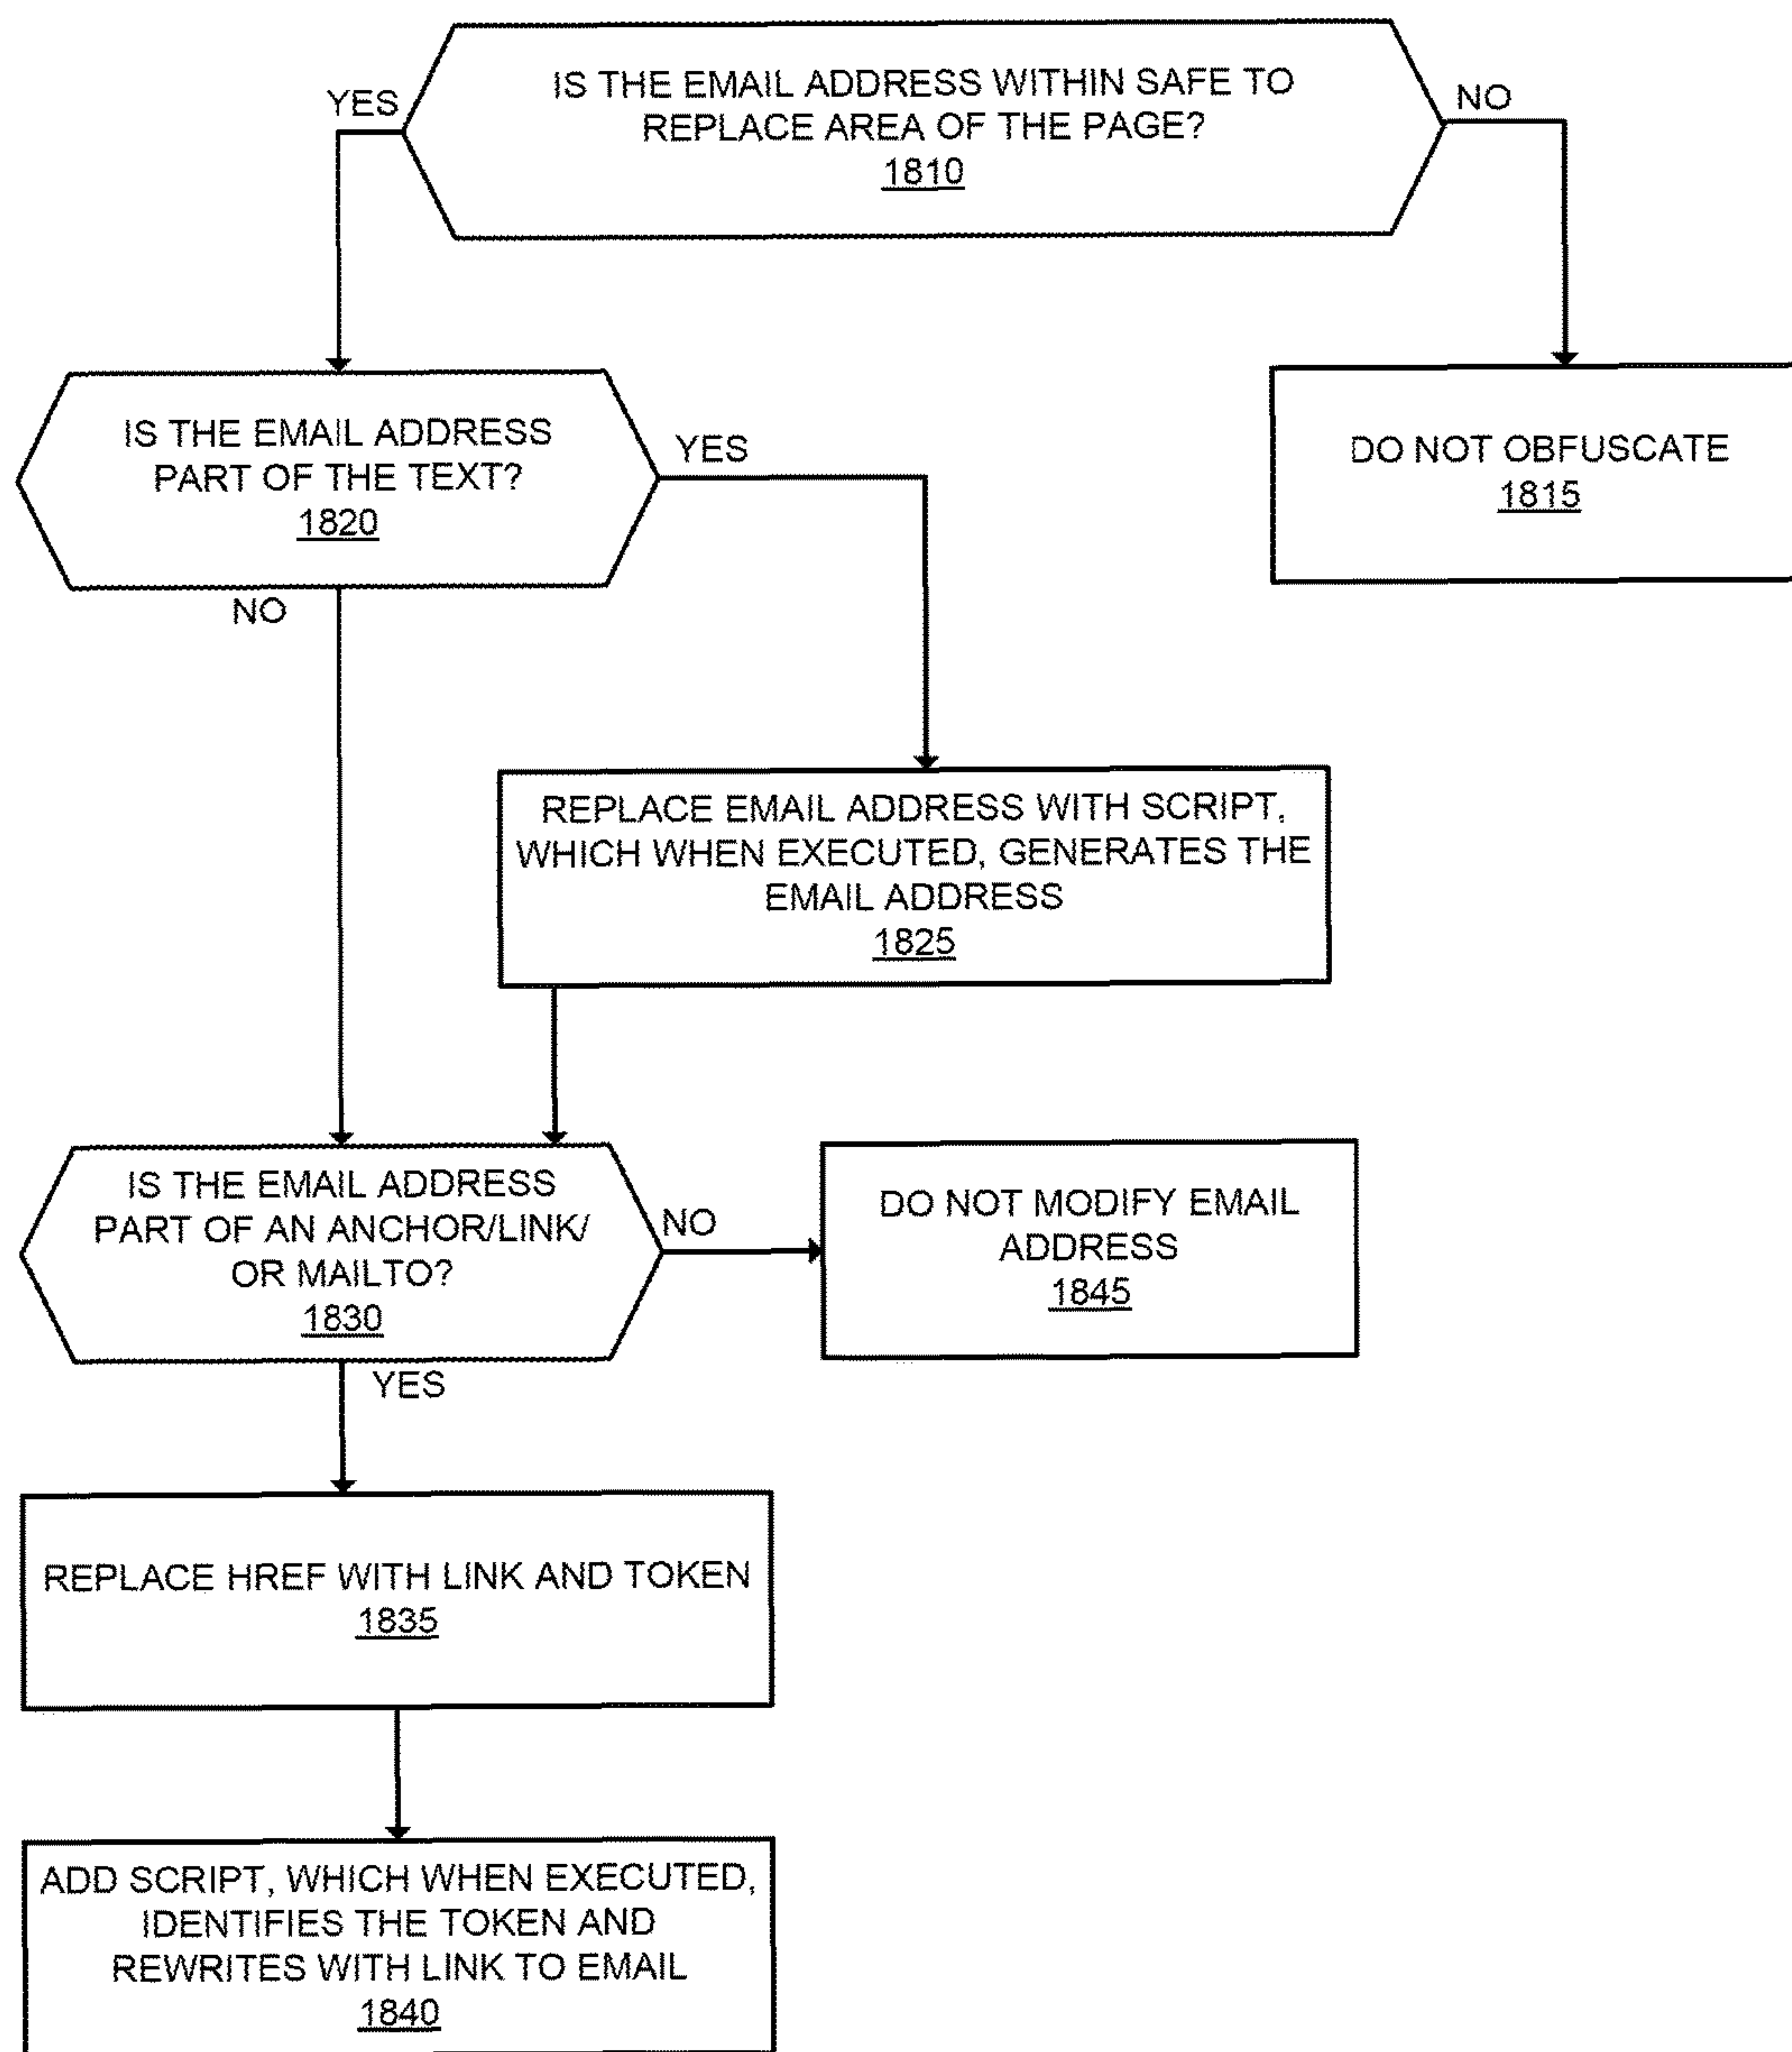 IS THE EMAIL ADDRESS WITHIN SAFE TO
REPLACE AREA OF THE PAGE?
1810
YES
NO
IS THE EMAIL ADDRESS
PART OF THE TEXT?
1820
YES
NO
DO NOT OBFUSCATE
1815
REPLACE EMAIL ADDRESS WITH SCRIPT,
WHICH WHEN EXECUTED, GENERATES THE
EMAIL ADDRESS
1825
IS THE EMAIL ADDRESS
PART OF AN ANCHOR/LINK/
OR MAILTO?
1830
NO
YES
DO NOT MODIFY EMAIL
ADDRESS
1845
REPLACE HREF WITH LINK AND TOKEN
1835
ADD SCRIPT, WHICH WHEN EXECUTED,
IDENTIFIES THE TOKEN AND
REWRITES WITH LINK TO EMAIL
1840